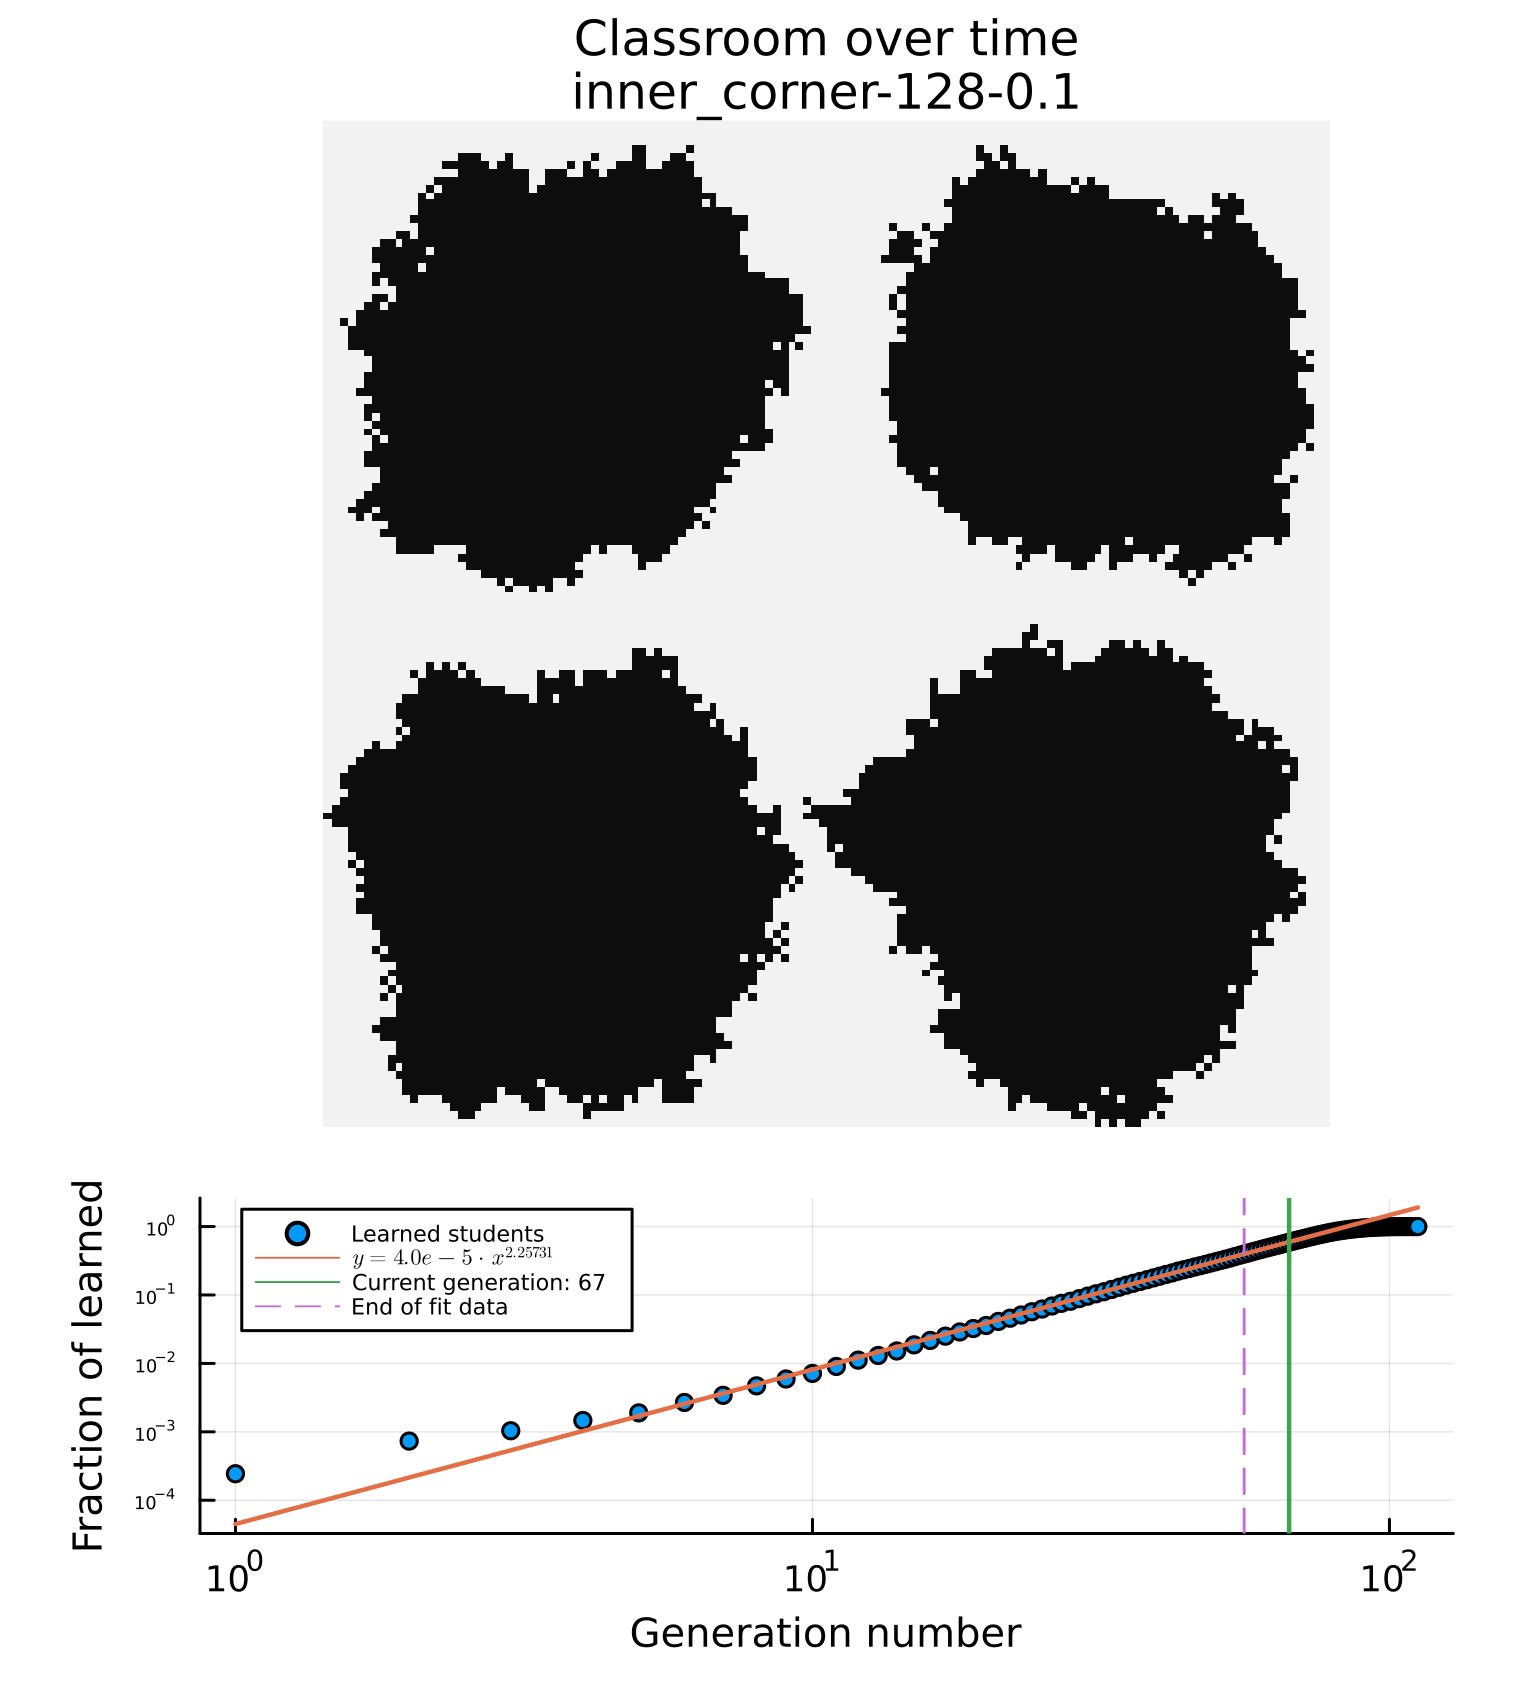 Classroom over time
inner_corner-128-0.1
Fraction of learned
10^0
10^-1
10^-2
10^-3
10^-4
Learned students
y = 4.0e − 5 · x^2.25731
Current generation: 67
End of fit data
10^0 10^1 10^2
Generation number